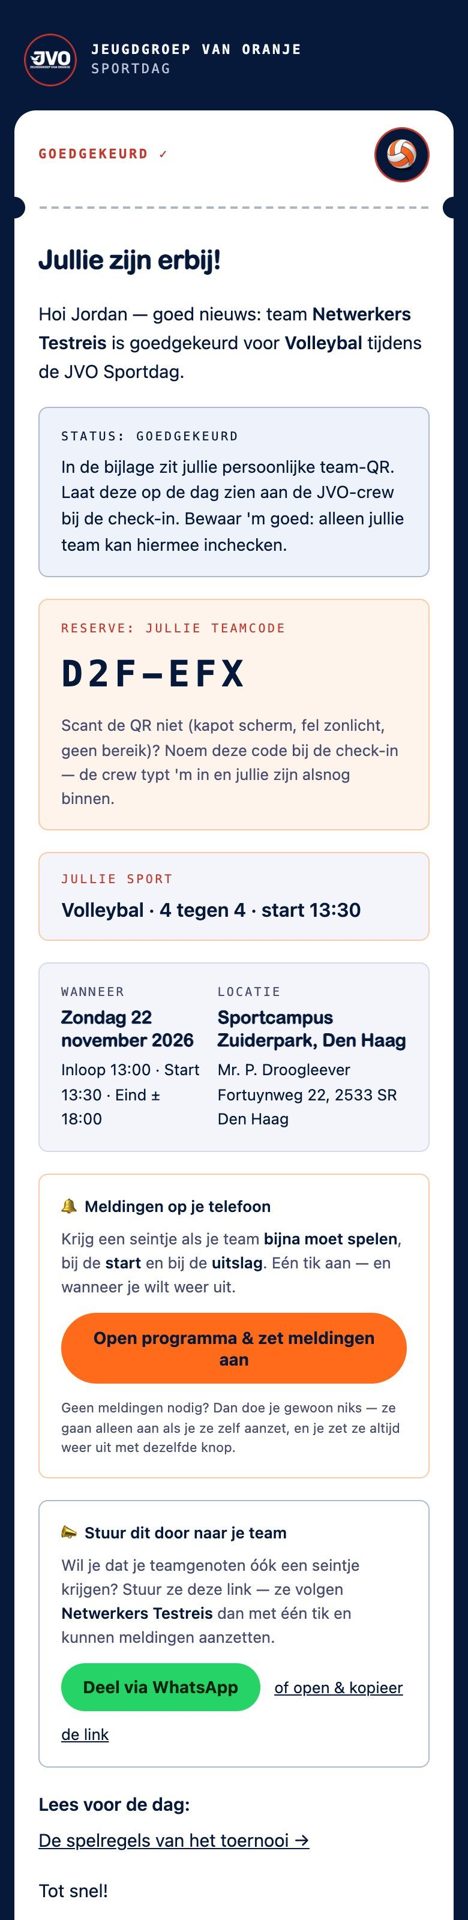 JVO
JEUGDGROEP VAN ORANJE
SPORTDAG
GOEDGEKEURD ✓
Jullie zijn erbij!
Hoi Jordan — goed nieuws: team Netwerkers
Testreis is goedgekeurd voor Volleybal tijdens
de JVO Sportdag.
STATUS: GOEDGEKEURD
In de bijlage zit jullie persoonlijke team-QR.
Laat deze op de dag zien aan de JVO-crew
bij de check-in. Bewaar 'm goed: alleen jullie
team kan hiermee inchecken.
RESERVE: JULLIE TEAMCODE
D2F–EFX
Scant de QR niet (kapot scherm, fel zonlicht,
geen bereik)? Noem deze code bij de check-in
— de crew typt 'm in en jullie zijn alsnog
binnen.
JULLIE SPORT
Volleybal · 4 tegen 4 · start 13:30
WANNEER
Zondag 22
november 2026
Inloop 13:00 · Start
13:30 · Eind ±
18:00
LOCATIE
Sportcampus
Zuiderpark, Den Haag
Mr. P. Droogleever
Fortuynweg 22, 2533 SR
Den Haag
🔔 Meldingen op je telefoon
Krijg een seintje als je team bijna moet spelen,
bij de start en bij de uitslag. Eén tik aan — en
wanneer je wilt weer uit.
Open programma & zet meldingen
aan
Geen meldingen nodig? Dan doe je gewoon niks — ze
gaan alleen aan als je ze zelf aanzet, en je zet ze altijd
weer uit met dezelfde knop.
📣 Stuur dit door naar je team
Wil je dat je teamgenoten óók een seintje
krijgen? Stuur ze deze link — ze volgen
Netwerkers Testreis dan met één tik en
kunnen meldingen aanzetten.
Deel via WhatsApp of open & kopieer
de link
Lees voor de dag:
De spelregels van het toernooi →
Tot snel!